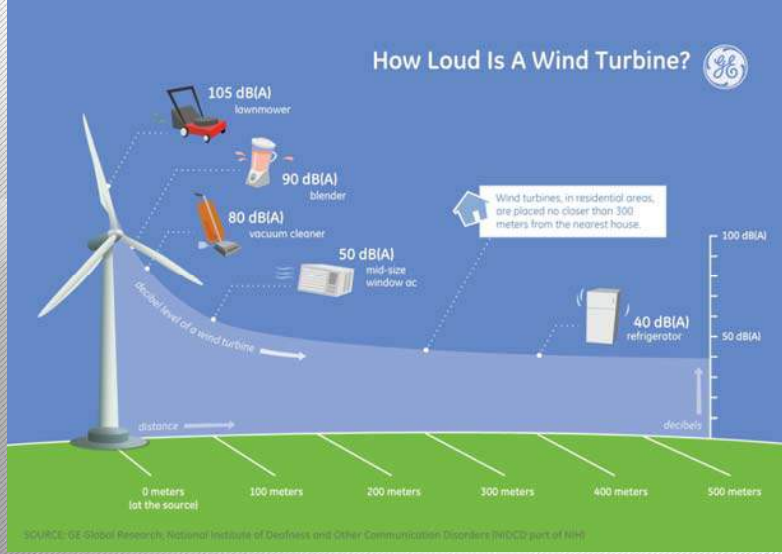 How Loud Is A Wind Turbine?
GE
105 dB(A)
lawnmower
90 dB(A)
blender
80 dB(A)
vacuum cleaner
50 dB(A)
mid-size
window ac
Wind turbines, in residential areas,
are placed no closer than 300
meters from the nearest house.
100 dB(A)
40 dB(A)
refrigerator
50 dB(A)
decibel level of a wind turbine
distance
decibels
0 meters
(at the source)
100 meters
200 meters
300 meters
400 meters
500 meters
SOURCE: GE Global Research; National Institute of Deafness and Other Communication Disorders (NIDCD part of NIH)